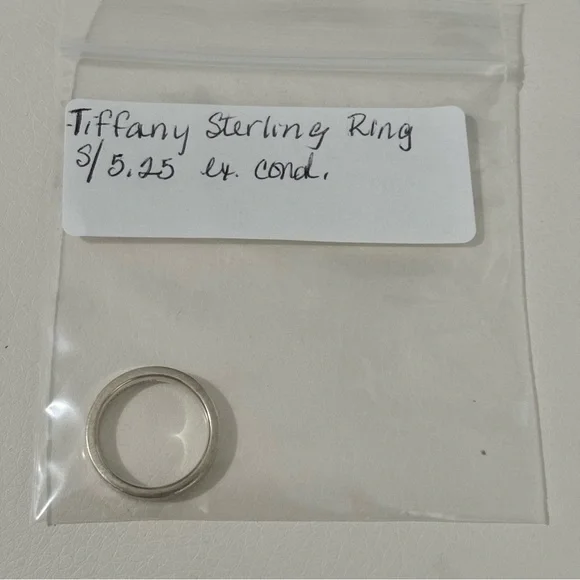 Tiffany Sterling Ring
S/5.25 ex. cond.